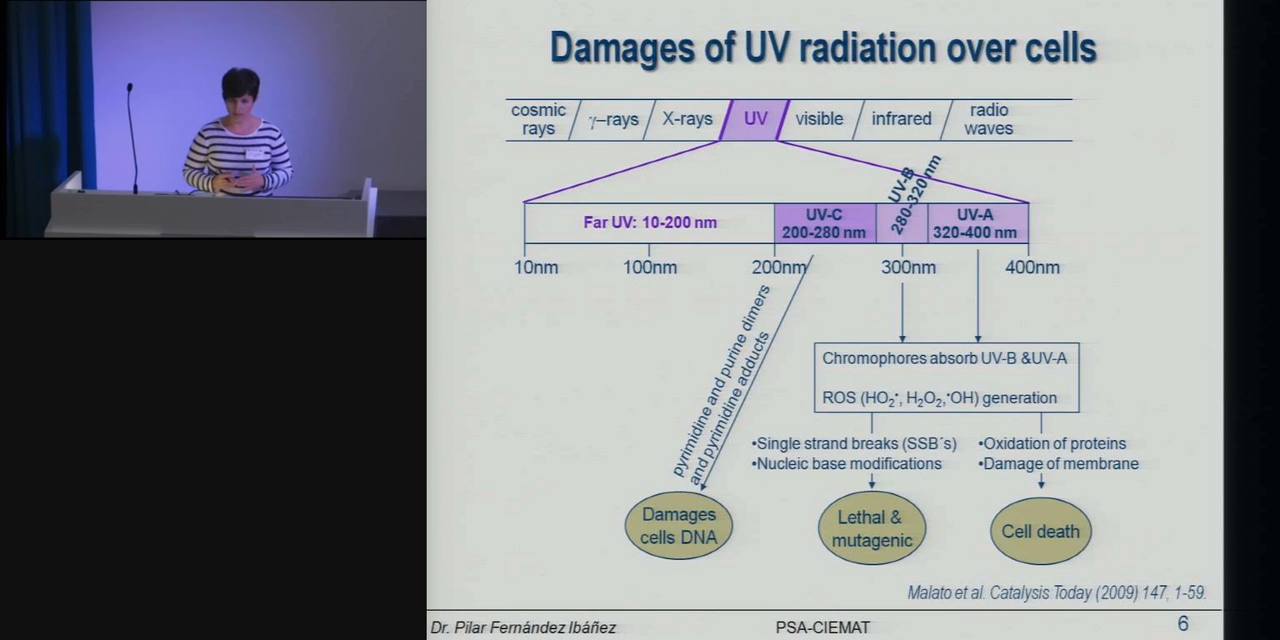 Damages of UV radiation over cells
cosmic
rays
γ–rays
X-rays
UV
visible
infrared
radio
waves
Far UV: 10-200 nm
UV-C
200-280 nm
UV-B
280-320 nm
UV-A
320-400 nm
10nm
100nm
200nm
300nm
400nm
pyrimidine and purine dimers
and pyrimidine adducts
Chromophores absorb UV-B &UV-A
ROS (HO₂•, H₂O₂,•OH) generation
•Single strand breaks (SSB´s)
•Nucleic base modifications
•Oxidation of proteins
•Damage of membrane
Damages
cells DNA
Lethal &
mutagenic
Cell death
Malato et al. Catalysis Today (2009) 147, 1-59.
Dr. Pilar Fernández Ibáñez
PSA-CIEMAT
6